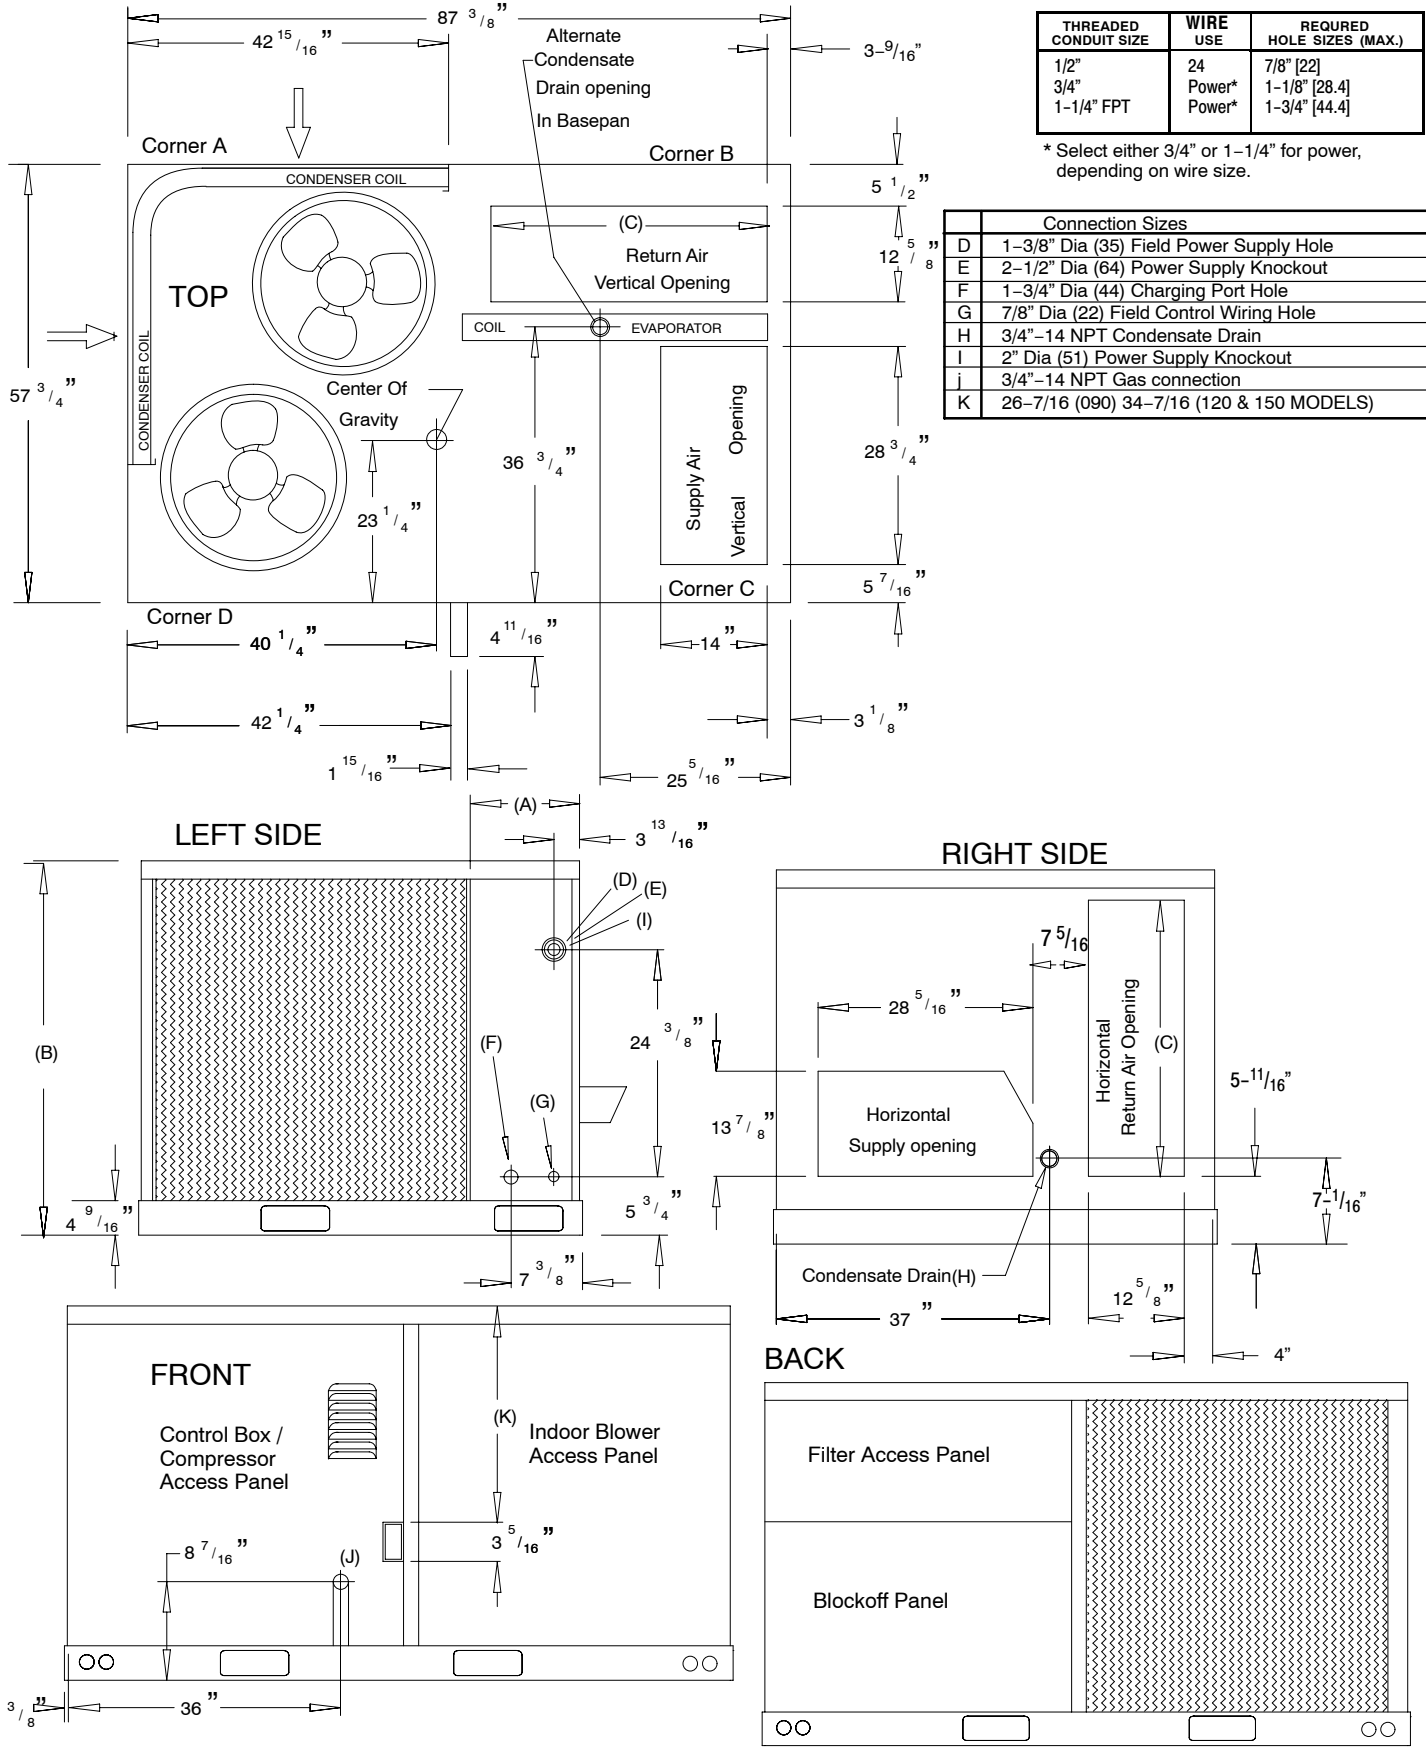 87 3/8"
42 15/16"
Alternate
Condensate
Drain opening
In Basepan
3–9/16"
THREADED CONDUIT SIZE WIRE USE REQURED HOLE SIZES (MAX.)
1/2" 24 7/8" [22]
3/4" Power* 1–1/8" [28.4]
1–1/4" FPT Power* 1–3/4" [44.4]
* Select either 3/4" or 1–1/4" for power,
depending on wire size.
Corner A
Corner B
CONDENSER COIL
5 1/2"
(C)
Return Air
Vertical Opening
12 5/8"
TOP
COIL
EVAPORATOR
CONDENSER COIL
57 3/4"
Center Of
Gravity
36 3/4"
23 1/4"
Supply Air
Vertical Opening
28 3/4"
5 7/16"
Corner C
Corner D
40 1/4"
4 11/16"
14"
42 1/4"
3 1/8"
1 15/16"
25 5/16"
Connection Sizes
D 1–3/8" Dia (35) Field Power Supply Hole
E 2–1/2" Dia (64) Power Supply Knockout
F 1–3/4" Dia (44) Charging Port Hole
G 7/8" Dia (22) Field Control Wiring Hole
H 3/4"–14 NPT Condensate Drain
I 2" Dia (51) Power Supply Knockout
j 3/4"–14 NPT Gas connection
K 26–7/16 (090) 34–7/16 (120 & 150 MODELS)
LEFT SIDE
(A)
3 13/16"
(D)
(E)
(I)
(B)
(F)
24 3/8"
(G)
4 9/16"
5 3/4"
7 3/8"
RIGHT SIDE
7 5/16
28 5/16"
Horizontal
Return Air Opening
(C)
5–11/16"
13 7/8"
Horizontal
Supply opening
7–1/16"
Condensate Drain(H)
12 5/8"
37"
4"
FRONT
Control Box /
Compressor
Access Panel
(K)
Indoor Blower
Access Panel
3 5/16"
8 7/16"
(J)
3/8"
36"
BACK
Filter Access Panel
Blockoff Panel